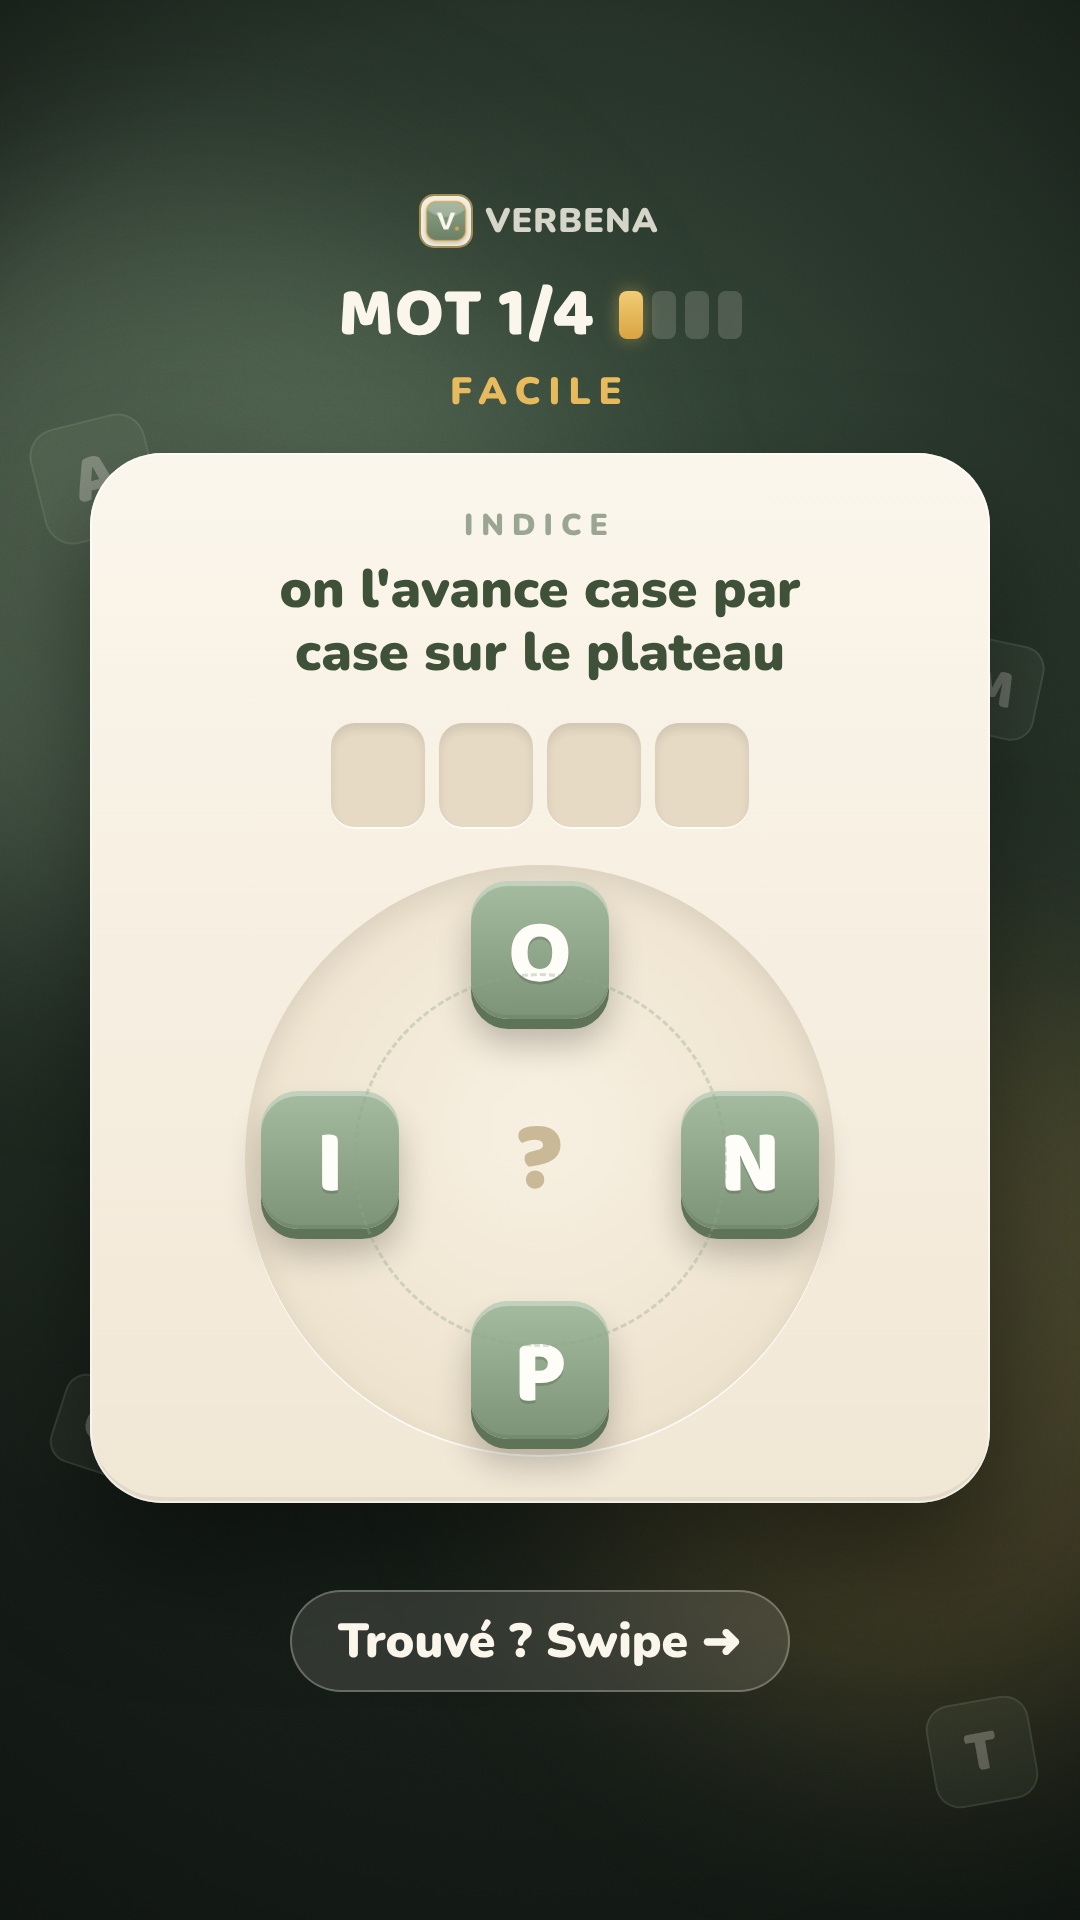 V.
VERBENA
MOT 1/4
FACILE
A
INDICE
on l'avance case par
case sur le plateau
M
O
I
?
N
P
Trouvé ? Swipe ➜
T